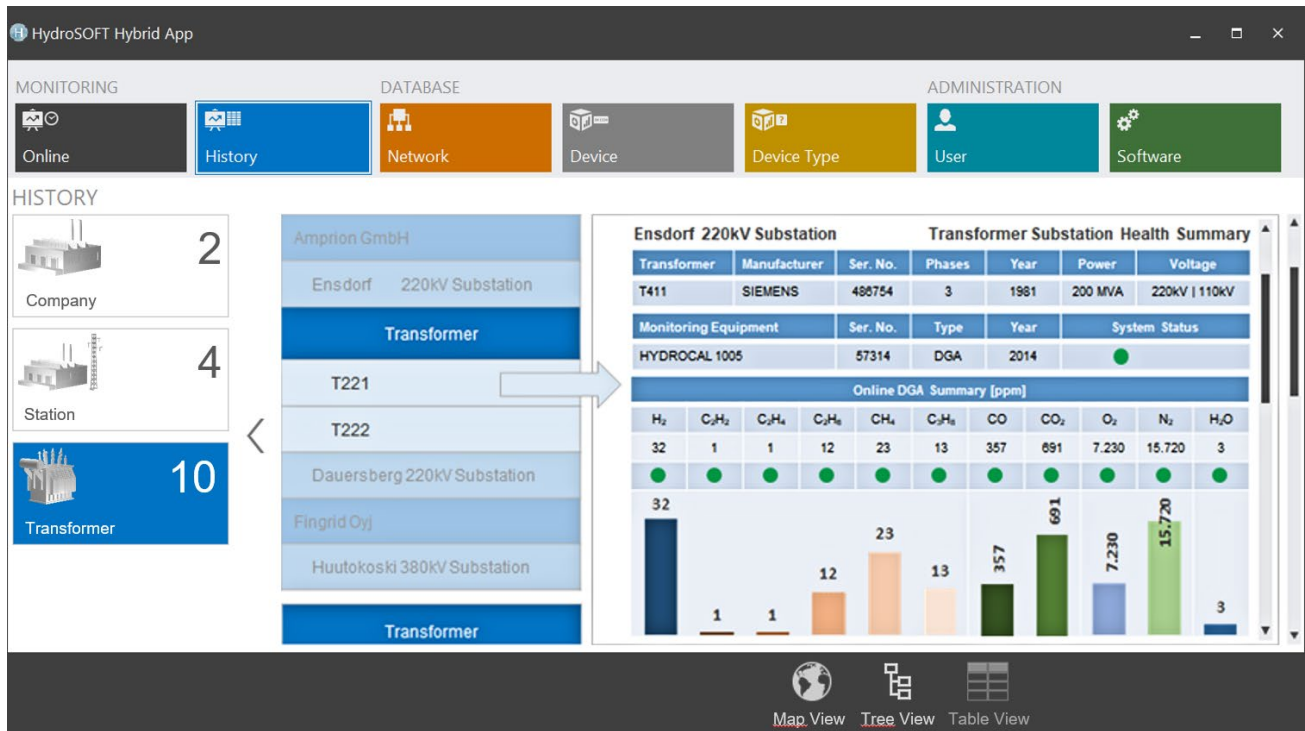 HydroSOFT Hybrid App
MONITORING DATABASE ADMINISTRATION
Online History Network Device Device Type User Software
HISTORY
2
Company
4
Station
10
Transformer
Amprion GmbH
Ensdorf 220kV Substation
Transformer
T221
T222
Dauersberg 220kV Substation
Fingrid Oyj
Huutokoski 380kV Substation
Transformer
Ensdorf 220kV Substation Transformer Substation Health Summary
Transformer Manufacturer Ser. No. Phases Year Power Voltage
T411 SIEMENS 486754 3 1981 200 MVA 220kV | 110kV
Monitoring Equipment Ser. No. Type Year System Status
HYDROCAL 1005 57314 DGA 2014
Online DGA Summary [ppm]
H₂ C₂H₂ C₂H₄ C₂H₆ CH₄ C₃H₈ CO CO₂ O₂ N₂ H₂O
32 1 1 12 23 13 357 691 7.230 15.720 3
32 1 1 12 23 13 357 691 7.230 15.720 3
Map View Tree View Table View